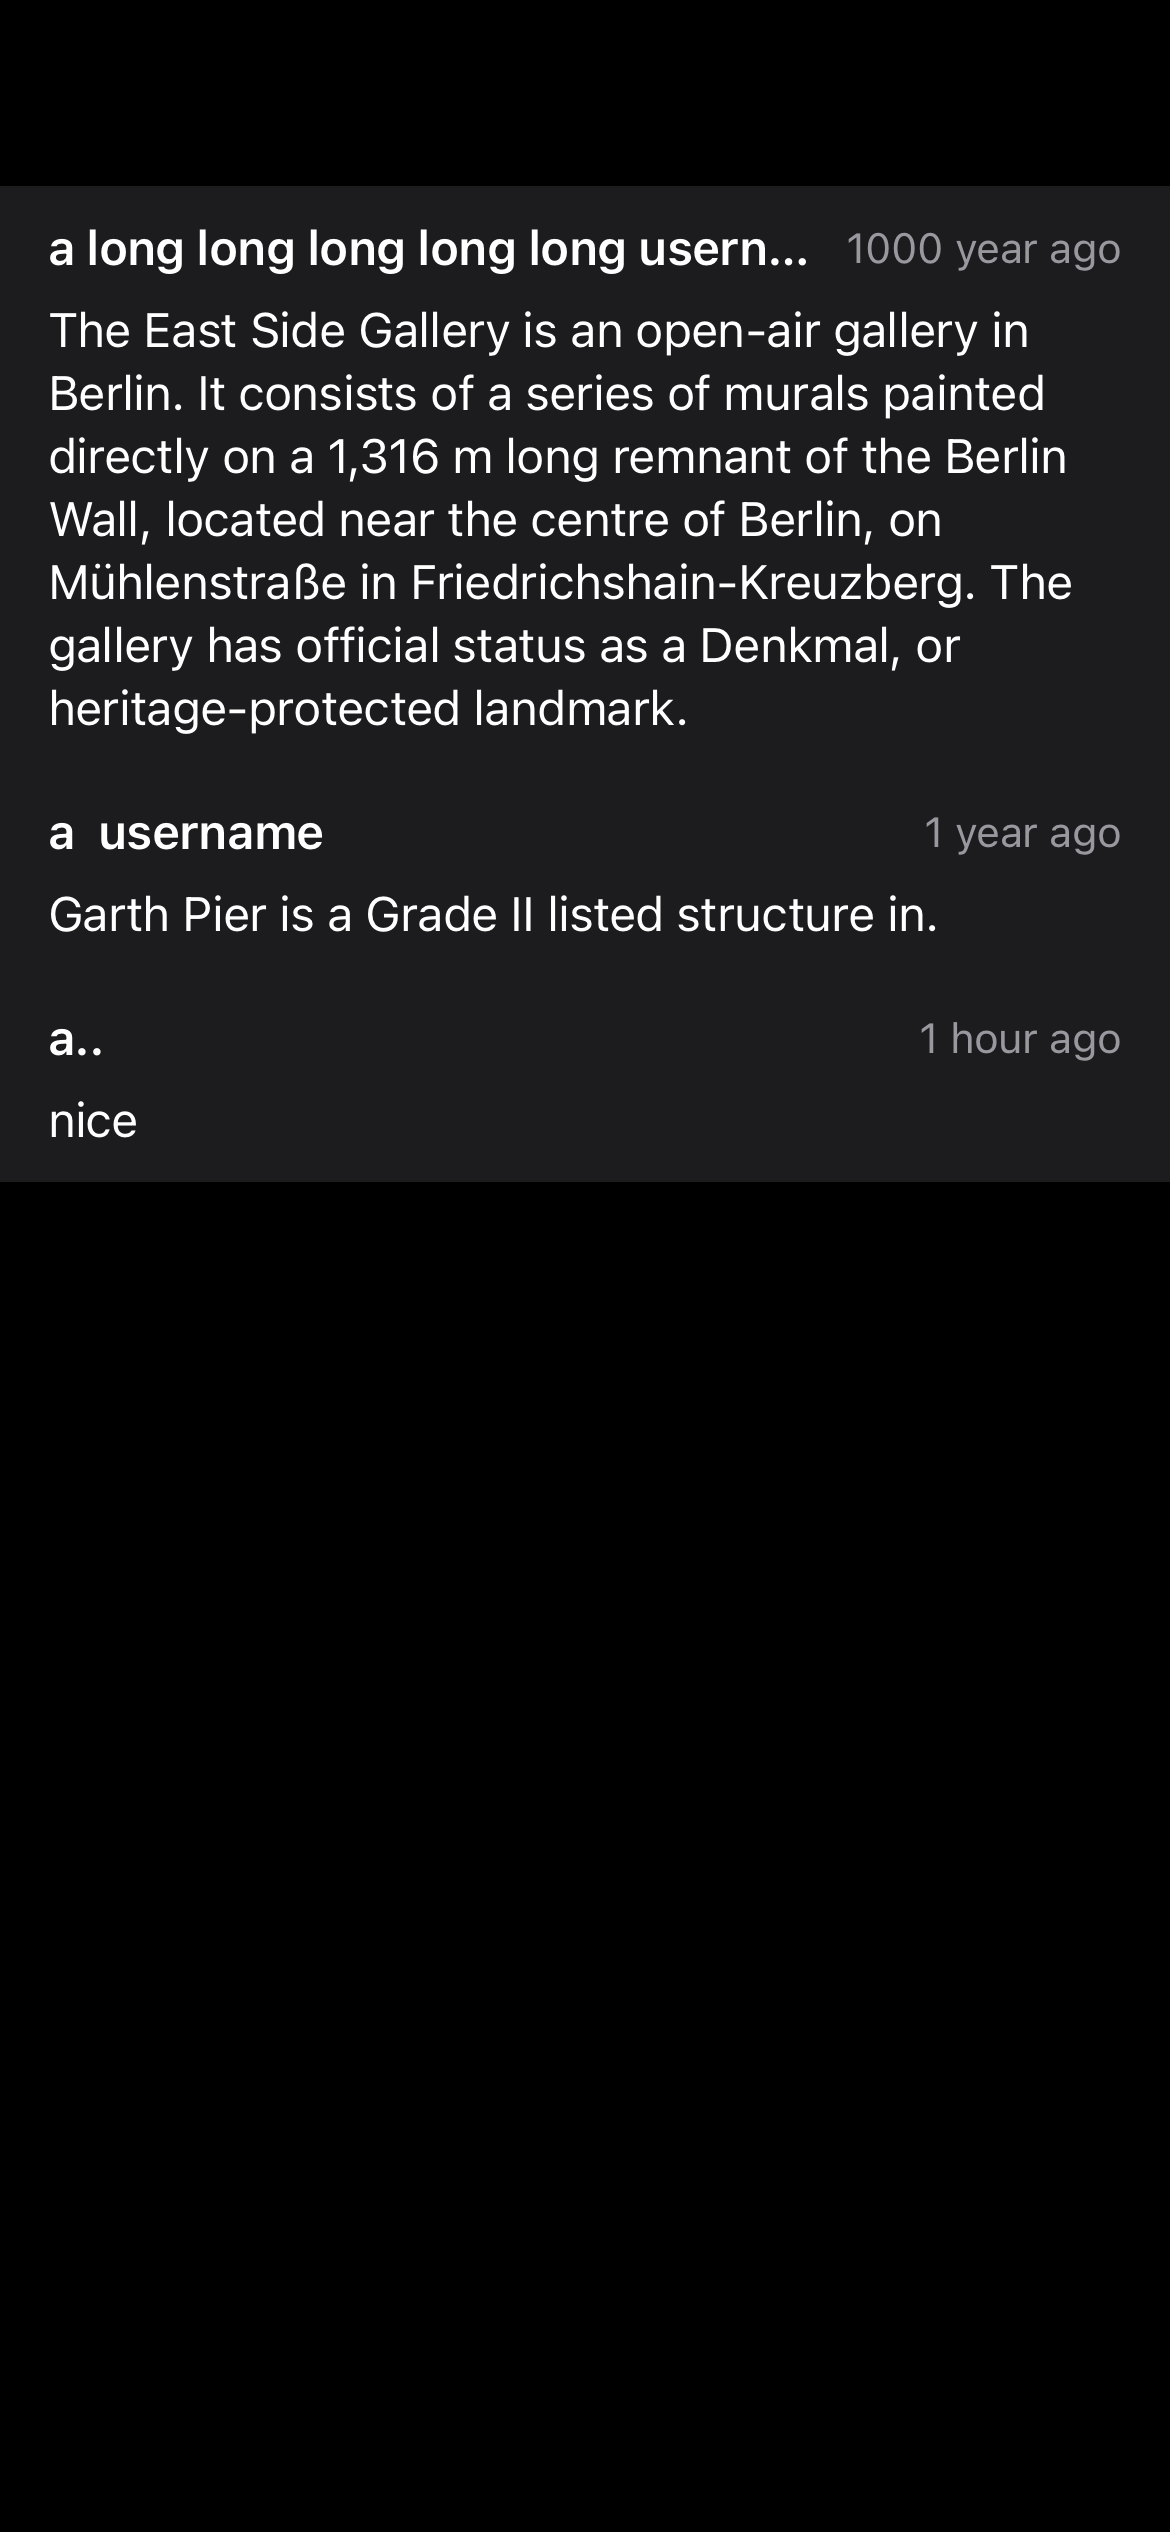 a long long long long long usern... 1000 year ago
The East Side Gallery is an open-air gallery in
Berlin. It consists of a series of murals painted
directly on a 1,316 m long remnant of the Berlin
Wall, located near the centre of Berlin, on
Mühlenstraße in Friedrichshain-Kreuzberg. The
gallery has official status as a Denkmal, or
heritage-protected landmark.
a  username 1 year ago
Garth Pier is a Grade II listed structure in.
a.. 1 hour ago
nice